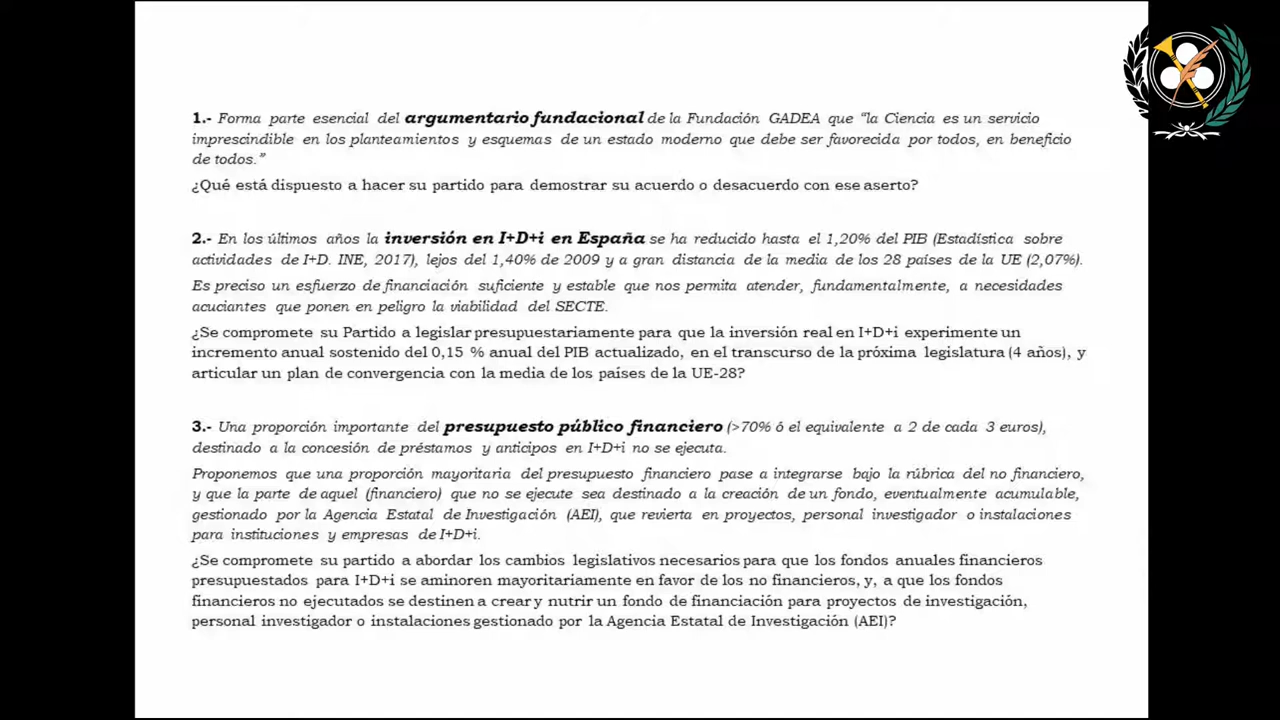 1.- Forma parte esencial del argumentario fundacional de la Fundación GADEA que “la Ciencia es un servicio
imprescindible en los planteamientos y esquemas de un estado moderno que debe ser favorecida por todos, en beneficio
de todos.”
¿Qué está dispuesto a hacer su partido para demostrar su acuerdo o desacuerdo con ese aserto?
2.- En los últimos años la inversión en I+D+i en España se ha reducido hasta el 1,20% del PIB (Estadística sobre
actividades de I+D. INE, 2017), lejos del 1,40% de 2009 y a gran distancia de la media de los 28 países de la UE (2,07%).
Es preciso un esfuerzo de financiación suficiente y estable que nos permita atender, fundamentalmente, a necesidades
acuciantes que ponen en peligro la viabilidad del SECTE.
¿Se compromete su Partido a legislar presupuestariamente para que la inversión real en I+D+i experimente un
incremento anual sostenido del 0,15 % anual del PIB actualizado, en el transcurso de la próxima legislatura (4 años), y
articular un plan de convergencia con la media de los países de la UE-28?
3.- Una proporción importante del presupuesto público financiero (>70% ó el equivalente a 2 de cada 3 euros),
destinado a la concesión de préstamos y anticipos en I+D+i no se ejecuta.
Proponemos que una proporción mayoritaria del presupuesto financiero pase a integrarse bajo la rúbrica del no financiero,
y que la parte de aquel (financiero) que no se ejecute sea destinado a la creación de un fondo, eventualmente acumulable,
gestionado por la Agencia Estatal de Investigación (AEI), que revierta en proyectos, personal investigador o instalaciones
para instituciones y empresas de I+D+i.
¿Se compromete su partido a abordar los cambios legislativos necesarios para que los fondos anuales financieros
presupuestados para I+D+i se aminoren mayoritariamente en favor de los no financieros, y, a que los fondos
financieros no ejecutados se destinen a crear y nutrir un fondo de financiación para proyectos de investigación,
personal investigador o instalaciones gestionado por la Agencia Estatal de Investigación (AEI)?